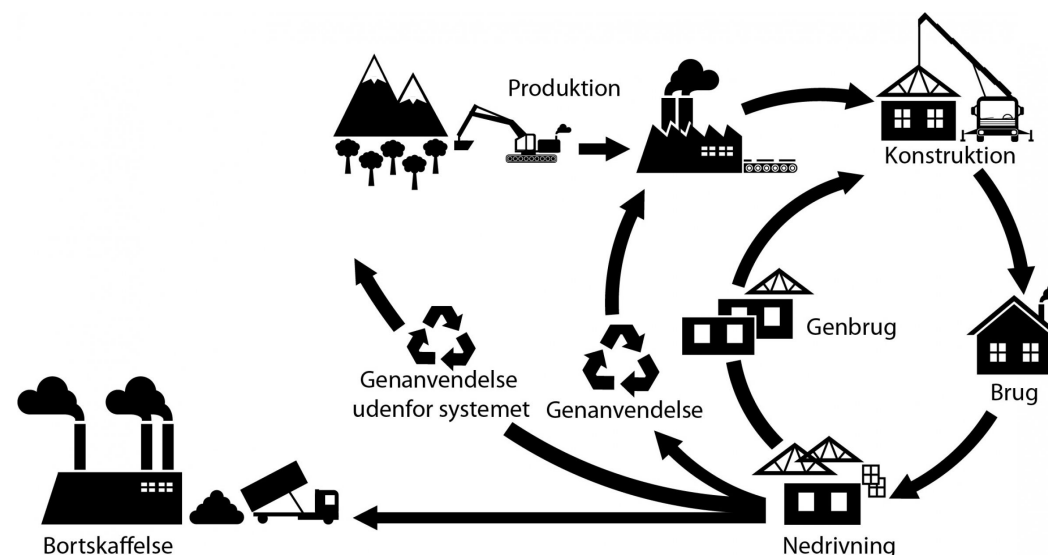 Produktion
Konstruktion
Genbrug
Brug
Genanvendelse
udenfor systemet
Genanvendelse
Bortskaffelse
Nedrivning